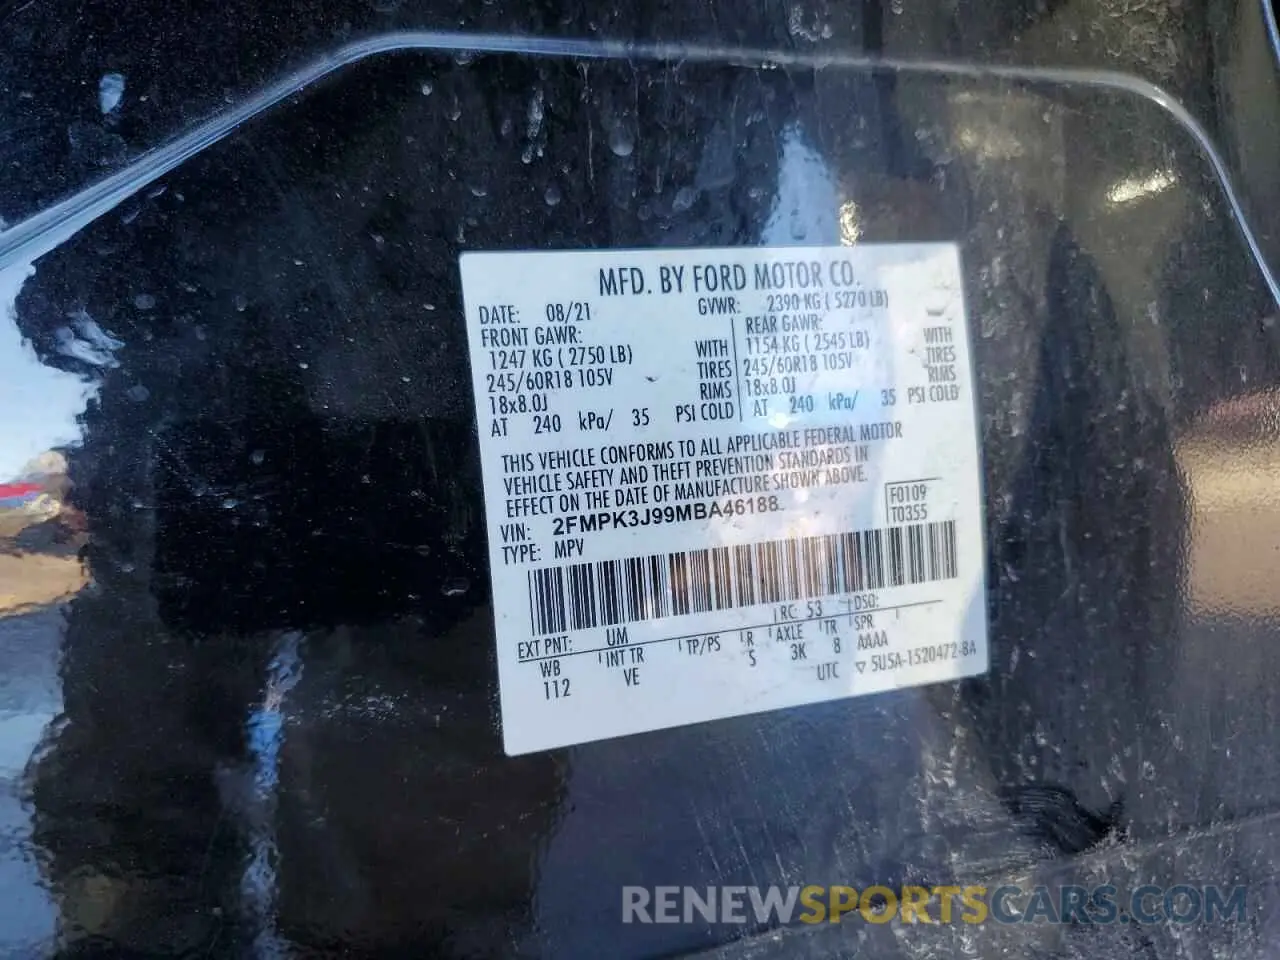 MFD. BY FORD MOTOR CO.
DATE: 08/21 GVWR: 2390 KG ( 5270 LB)
FRONT GAWR: REAR GAWR:
1247 KG ( 2750 LB) WITH 1154 KG ( 2545 LB) WITH
245/60R18 105V TIRES 245/60R18 105V TIRES
18x8.0J RIMS 18x8.0J RIMS
AT 240 kPa/ 35 PSI COLD AT 240 kPa/ 35 PSI COLD
THIS VEHICLE CONFORMS TO ALL APPLICABLE FEDERAL MOTOR
VEHICLE SAFETY AND THEFT PREVENTION STANDARDS IN
EFFECT ON THE DATE OF MANUFACTURE SHOWN ABOVE.
VIN: 2FMPK3J99MBA46188
F0109
TYPE: MPV
T0355
EXT PNT: UM RC: 53 DSO:
WB INT TR TP/PS R AXLE TR SPR
112 VE S 3K 8 AAAA
UTC ▽ 5U5A-1520472-BA
RENEWSPORTSCARS.COM